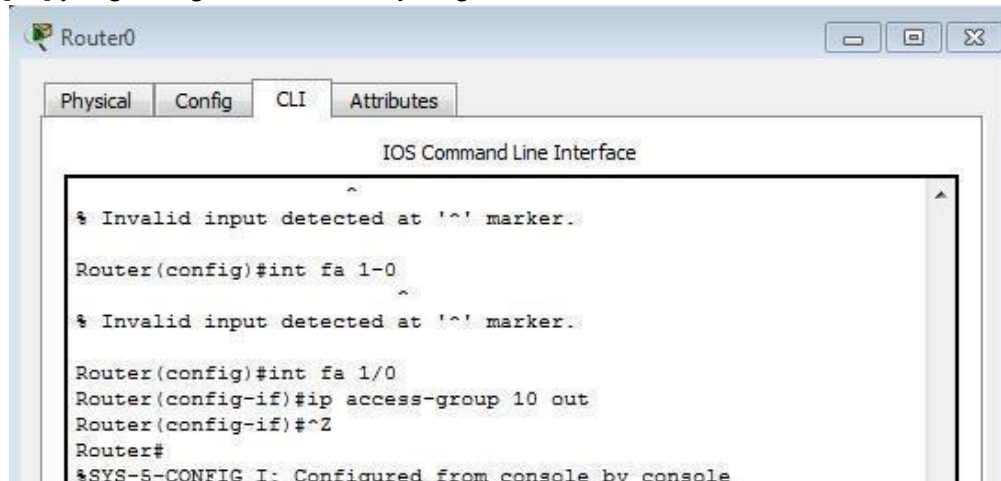 Router0
Physical Config CLI Attributes
IOS Command Line Interface
^
% Invalid input detected at '^' marker.
Router(config)#int fa 1-0
^
% Invalid input detected at '^' marker.
Router(config)#int fa 1/0
Router(config-if)#ip access-group 10 out
Router(config-if)#^Z
Router#
%SYS-5-CONFIG_I: Configured from console by console